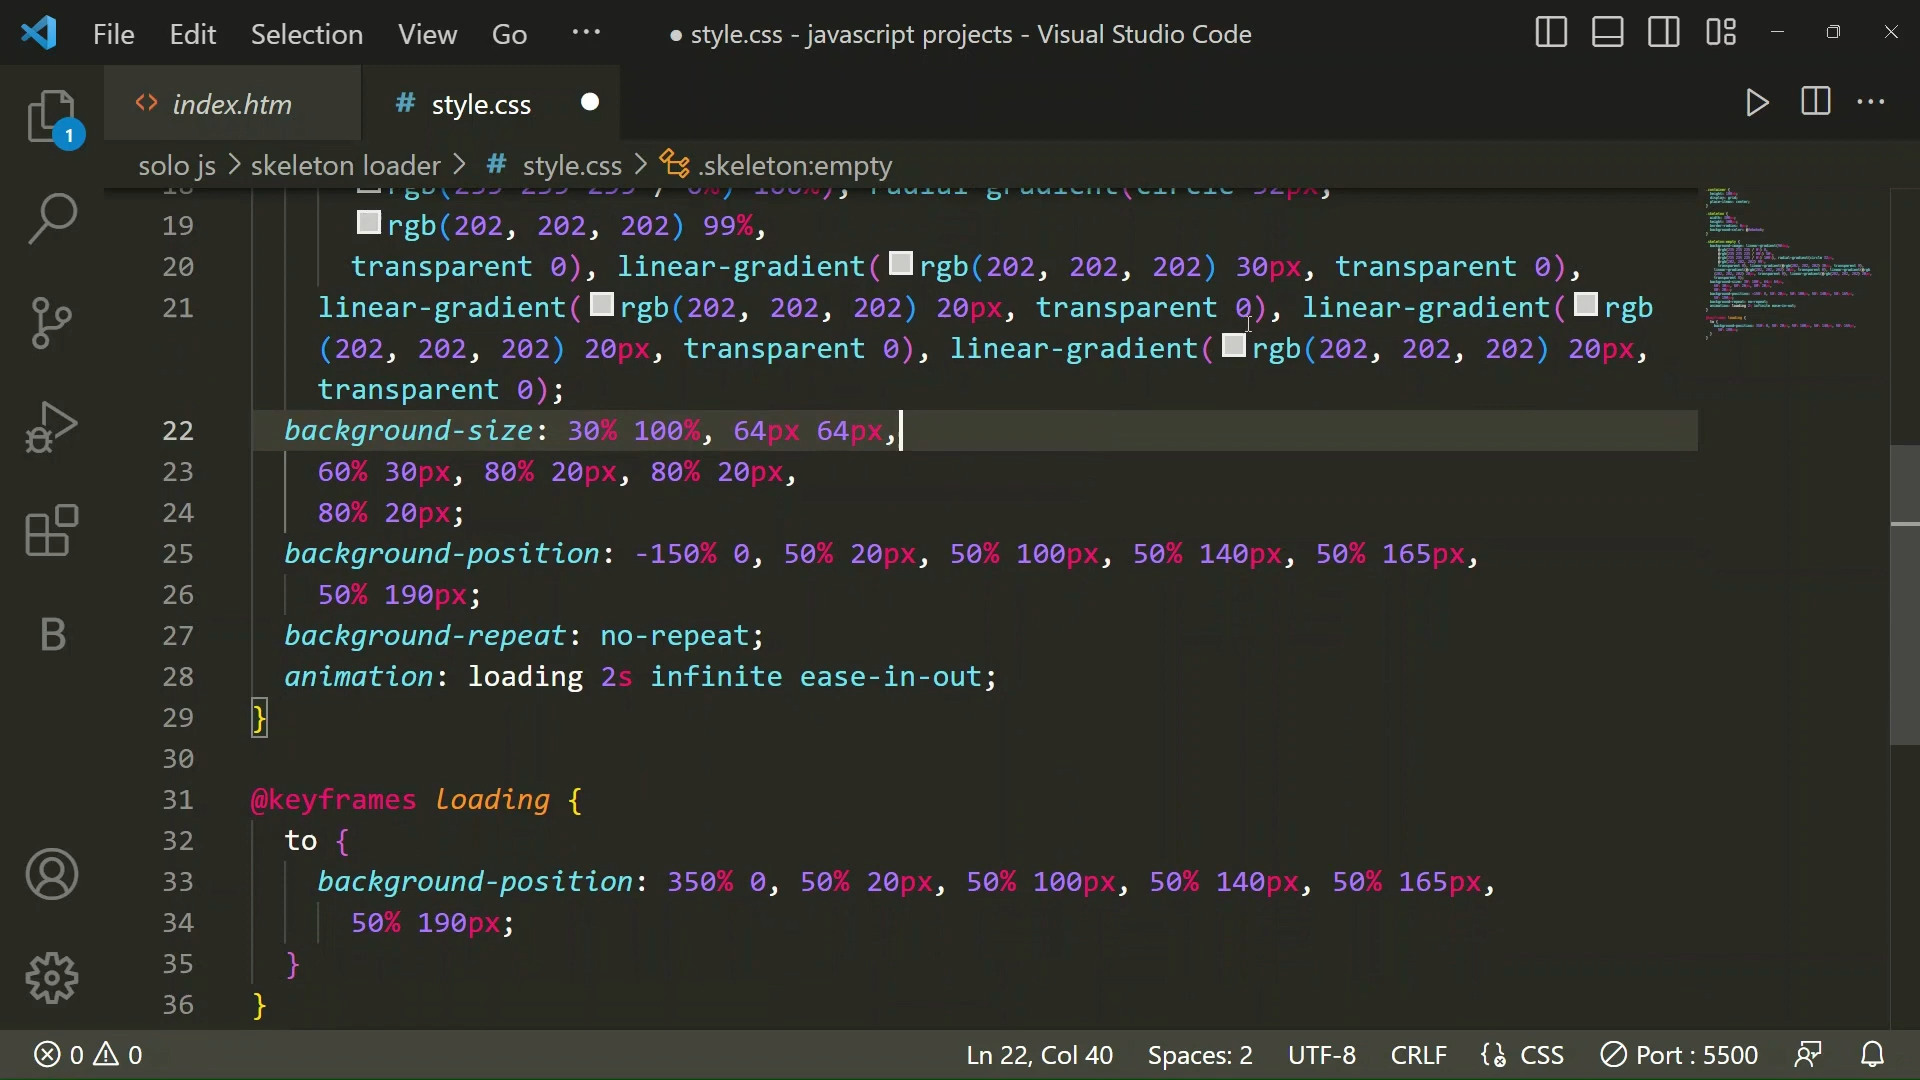 File Edit Selection View Go ··· ● style.css - javascript projects - Visual Studio Code
<> index.htm # style.css ●
solo js > skeleton loader > # style.css > .skeleton:empty
19 rgb(202, 202, 202) 99%,
20 transparent 0), linear-gradient(rgb(202, 202, 202) 30px, transparent 0),
21 linear-gradient(rgb(202, 202, 202) 20px, transparent 0), linear-gradient(rgb
(202, 202, 202) 20px, transparent 0), linear-gradient(rgb(202, 202, 202) 20px,
transparent 0);
22 background-size: 30% 100%, 64px 64px,
23 60% 30px, 80% 20px, 80% 20px,
24 80% 20px;
25 background-position: -150% 0, 50% 20px, 50% 100px, 50% 140px, 50% 165px,
26 50% 190px;
27 background-repeat: no-repeat;
28 animation: loading 2s infinite ease-in-out;
29 }
30
31 @keyframes loading {
32 to {
33 background-position: 350% 0, 50% 20px, 50% 100px, 50% 140px, 50% 165px,
34 50% 190px;
35 }
36 }
1
B
0 0 Ln 22, Col 40 Spaces: 2 UTF-8 CRLF CSS Port : 5500